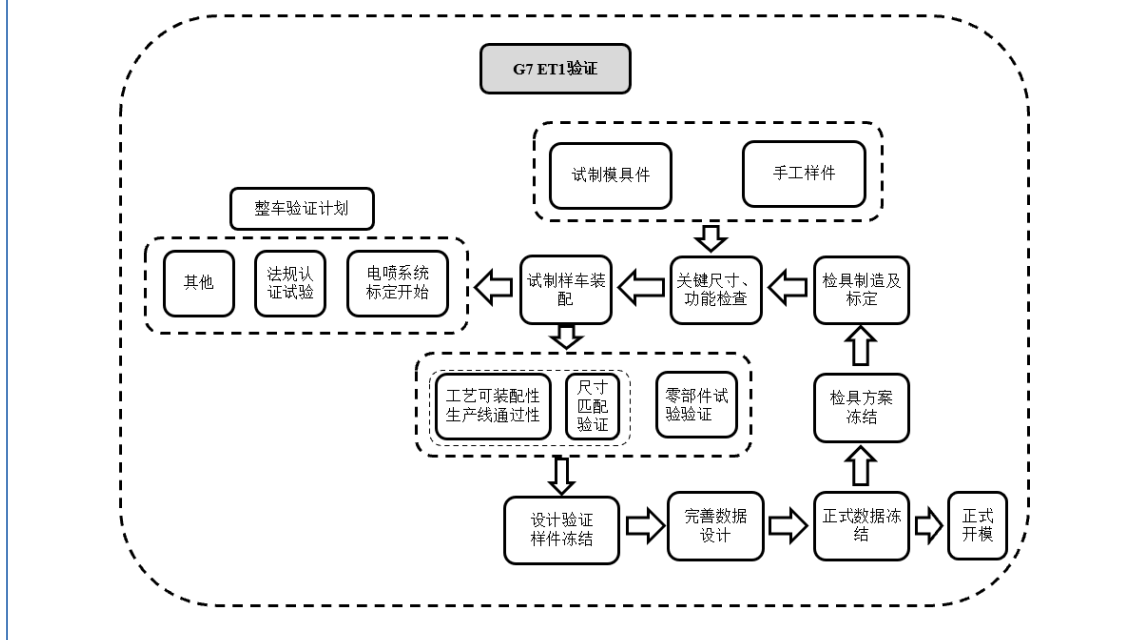 G7 ET1验证
试制模具件
手工样件
整车验证计划
其他
法规认
证试验
电喷系统
标定开始
试制样车装
配
关键尺寸、
功能检查
检具制造及
标定
工艺可装配性
生产线通过性
尺寸
匹配
验证
零部件试
验验证
检具方案
冻结
设计验证
样件冻结
完善数据
设计
正式数据冻
结
正式
开模